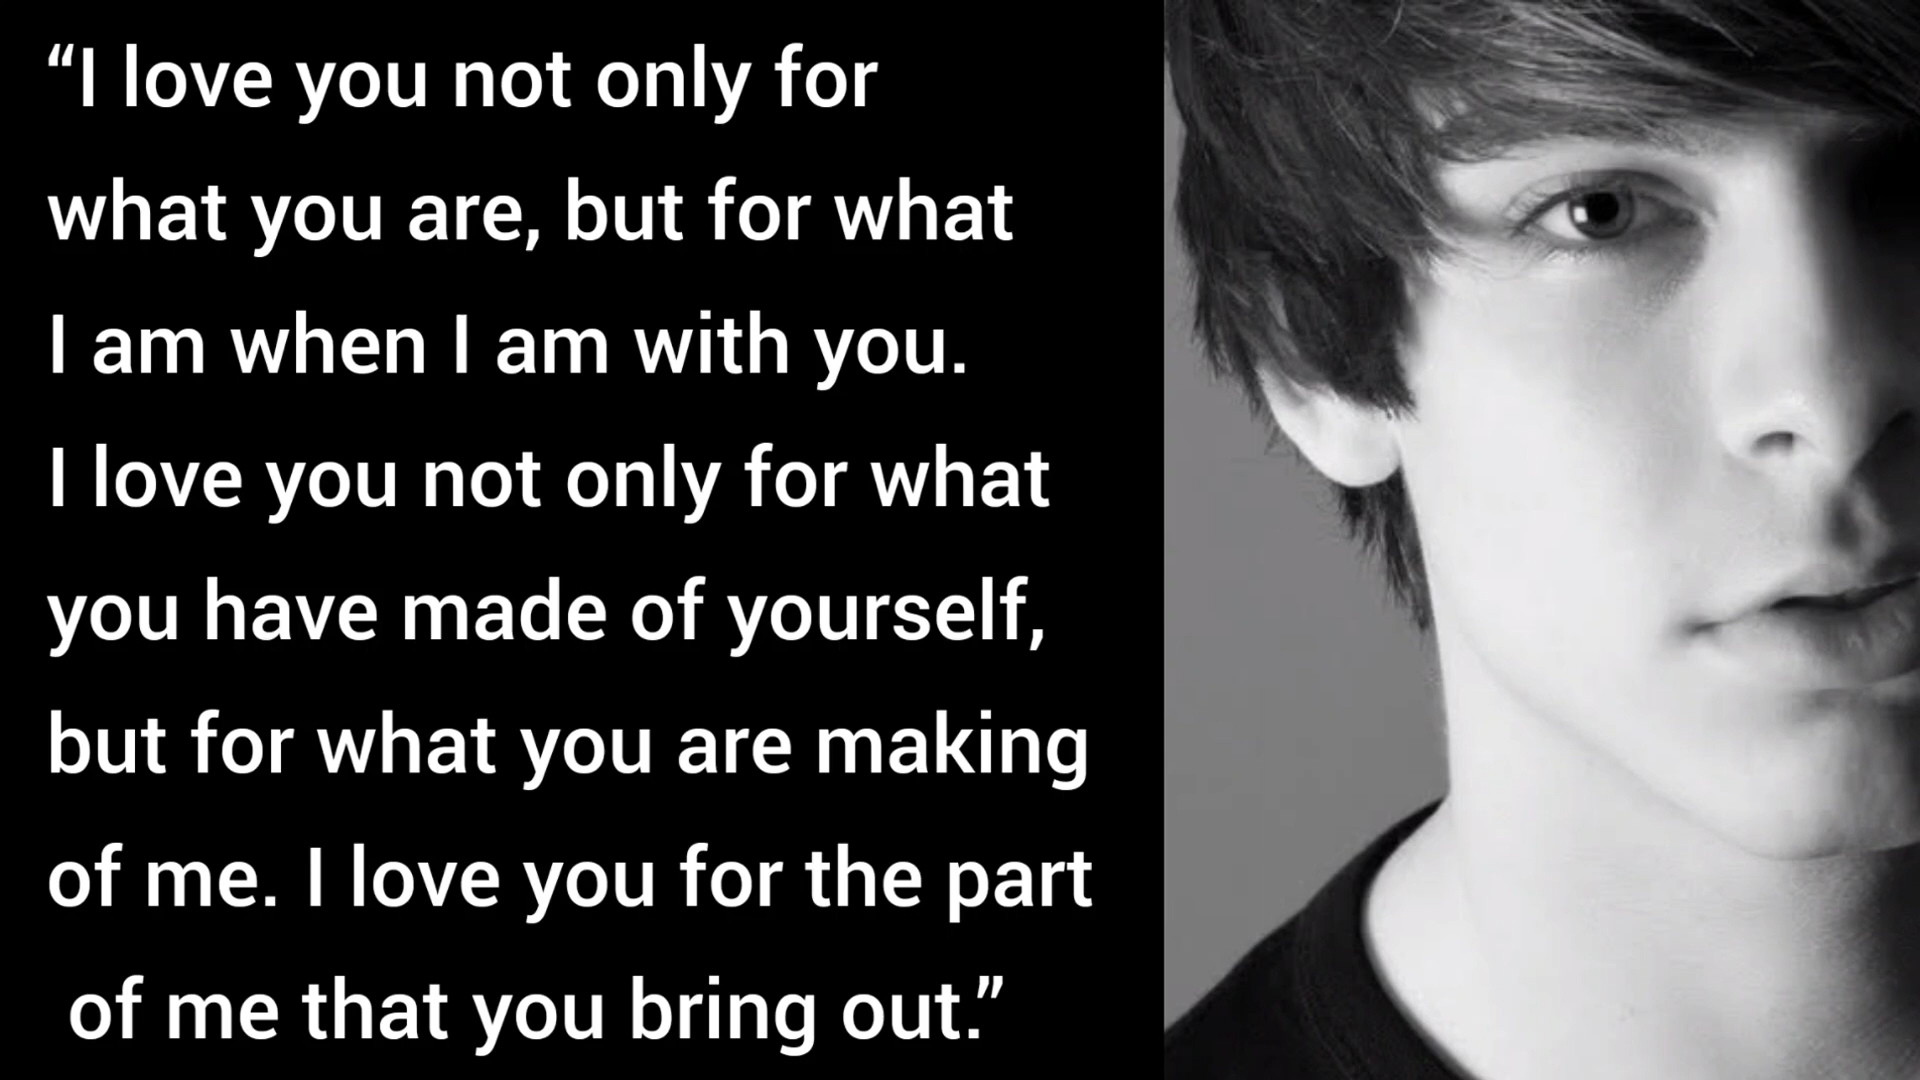 “I love you not only for
what you are, but for what
I am when I am with you.
I love you not only for what
you have made of yourself,
but for what you are making
of me. I love you for the part
of me that you bring out.”